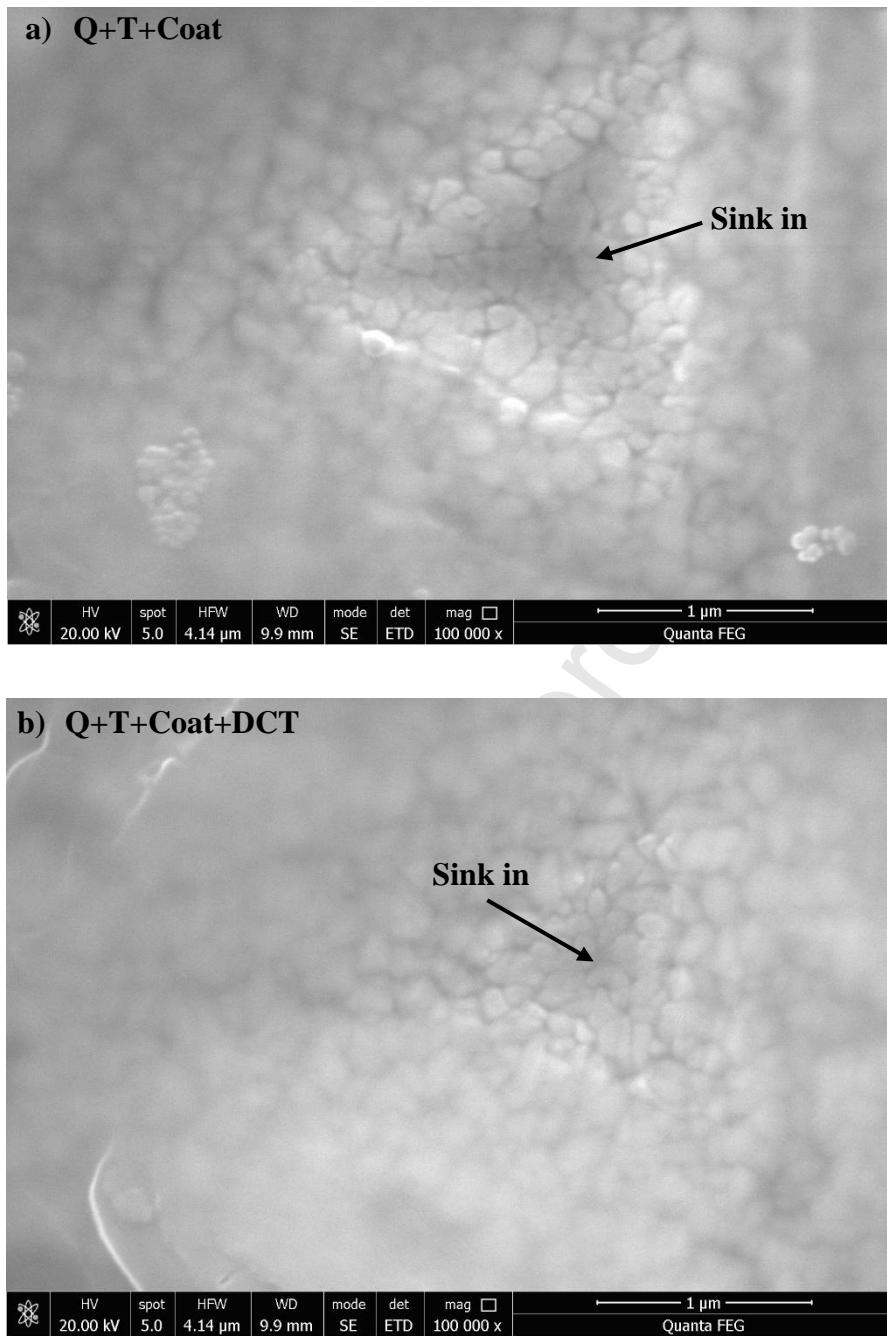 a) Q+T+Coat
Sink in
HV spot HFW WD mode det mag 1 µm
20.00 kV 5.0 4.14 µm 9.9 mm SE ETD 100 000 x Quanta FEG
b) Q+T+Coat+DCT
Sink in
HV spot HFW WD mode det mag 1 µm
20.00 kV 5.0 4.14 µm 9.9 mm SE ETD 100 000 x Quanta FEG